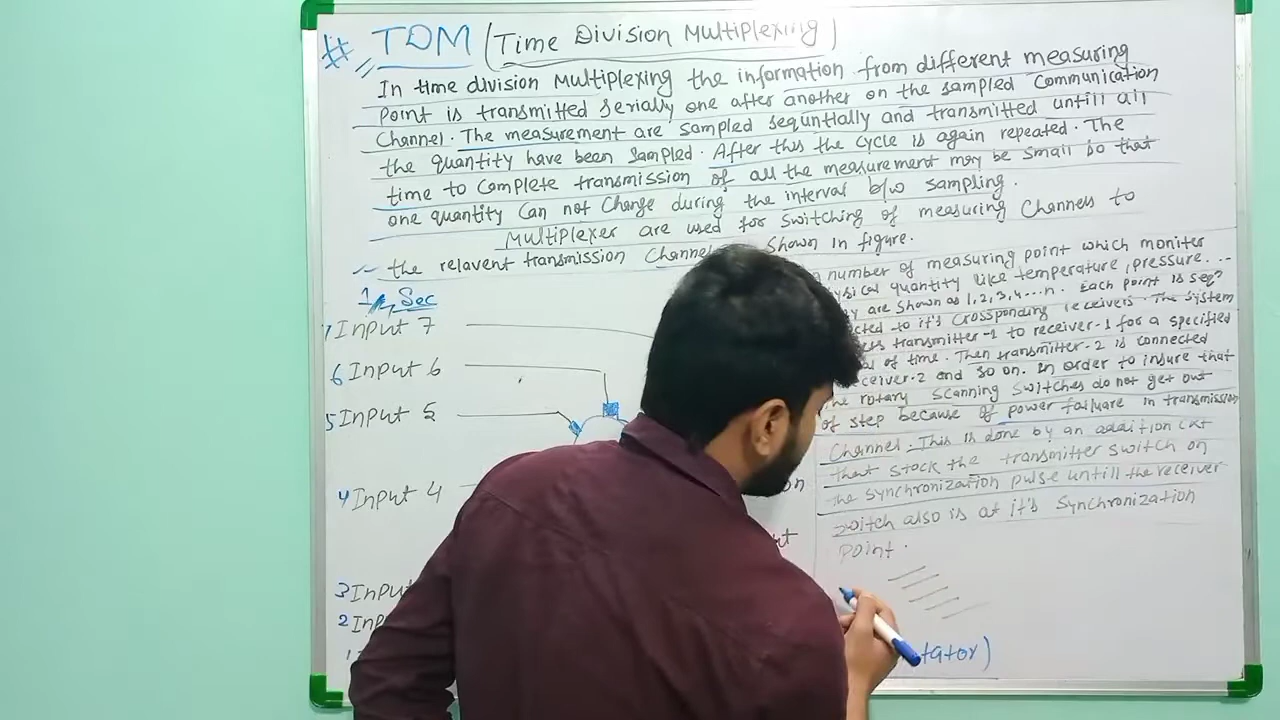 # TDM (Time Division Multiplexing)
In time division Multiplexing the information from different measuring
point is transmitted serially one after another on the sampled Communication
Channel. The measurement are sampled sequntially and transmitted untill all
the quantity have been sampled. After this the cycle is again repeated. The
time to Complete transmission of all the measurement may be small so that
one quantity Can not Change during the interval b/w sampling.
Multiplexer are used for switching of measuring Channels to
the relavent transmission Channel Shown in figure.
1 Sec
7 Input 7
6 Input 6
5 Input 5
4 Input 4
3 Input
2 Inp
1
number of measuring point which moniter
sical quantity like temperature, pressure...
are shown as 1,2,3,4...n. Each point is seqn
cted to it's Crossponding receivers. The system
transmitter-1 to receiver-1 for a specified
of time. Then transmitter-2 is connected
ceiver-2 and so on. In order to insure that
the rotary scanning switches do not get out
of step because of power failuare in transmission
Channel. This is done by an addition Ckt
that stock the transmitter switch on
the synchronization pulse untill the receiver
switch also is at it's Synchronization
point.
on
tator)